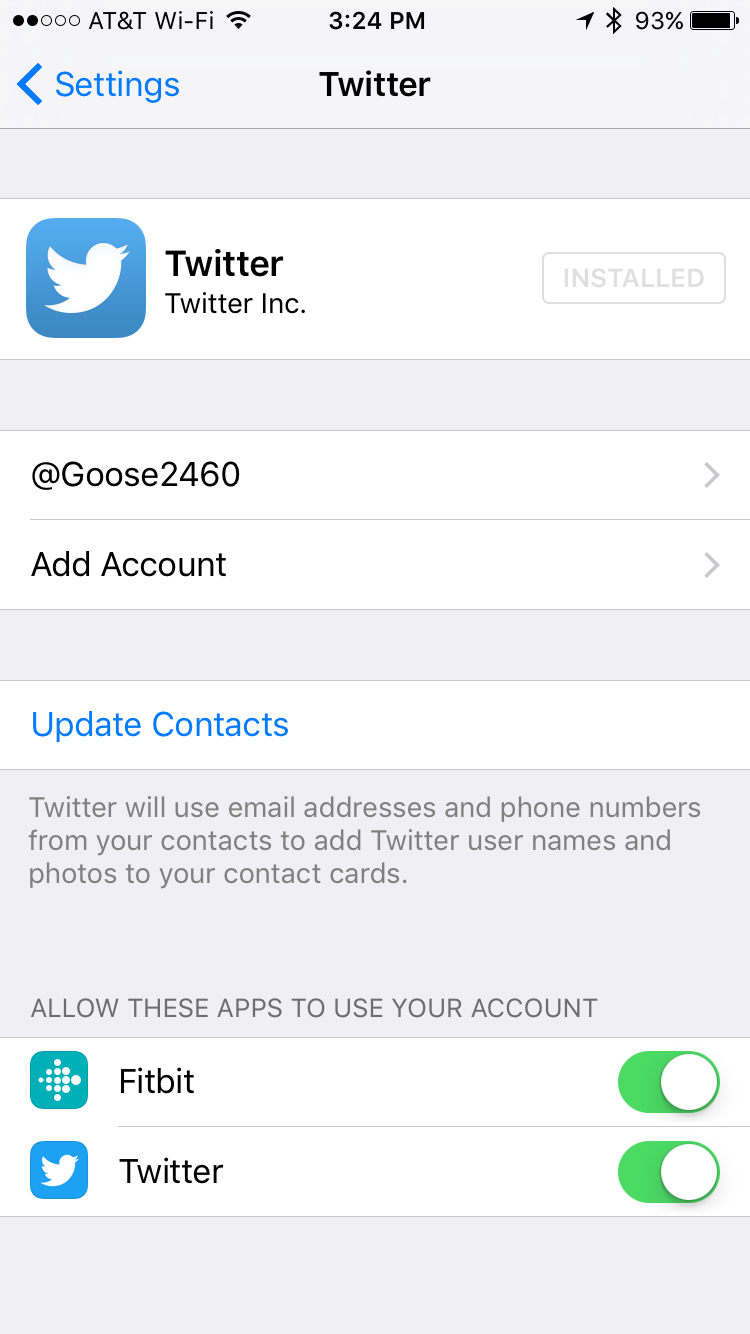 AT&T Wi-Fi 3:24 PM 93%
Settings Twitter
Twitter
Twitter Inc.
INSTALLED
@Goose2460
Add Account
Update Contacts
Twitter will use email addresses and phone numbers
from your contacts to add Twitter user names and
photos to your contact cards.
ALLOW THESE APPS TO USE YOUR ACCOUNT
Fitbit
Twitter